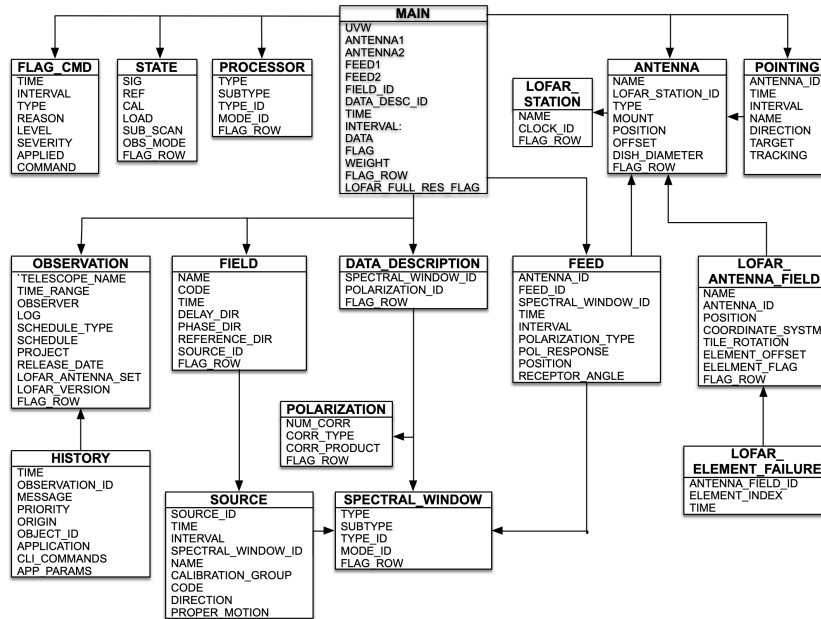 MAIN
UVW
ANTENNA1
ANTENNA2
FEED1
FEED2
FIELD_ID
DATA_DESC_ID
TIME
INTERVAL:
DATA
FLAG
WEIGHT
FLAG_ROW
LOFAR_FULL_RES_FLAG
FLAG_CMD
TIME
INTERVAL
TYPE
REASON
LEVEL
SEVERITY
APPLIED
COMMAND
STATE
SIG
REF
CAL
LOAD
SUB_SCAN
OBS_MODE
FLAG_ROW
PROCESSOR
TYPE
SUBTYPE
TYPE_ID
MODE_ID
FLAG_ROW
LOFAR_
STATION
NAME
CLOCK_ID
FLAG_ROW
ANTENNA
NAME
LOFAR_STATION_ID
TYPE
MOUNT
POSITION
OFFSET
DISH_DIAMETER
FLAG_ROW
POINTING
ANTENNA_ID
TIME
INTERVAL
NAME
DIRECTION
TARGET
TRACKING
OBSERVATION
`TELESCOPE_NAME
TIME_RANGE
OBSERVER
LOG
SCHEDULE_TYPE
SCHEDULE
PROJECT
RELEASE_DATE
LOFAR_ANTENNA_SET
LOFAR_VERSION
FLAG_ROW
FIELD
NAME
CODE
TIME
DELAY_DIR
PHASE_DIR
REFERENCE_DIR
SOURCE_ID
FLAG_ROW
DATA_DESCRIPTION
SPECTRAL_WINDOW_ID
POLARIZATION_ID
FLAG_ROW
FEED
ANTENNA_ID
FEED_ID
SPECTRAL_WINDOW_ID
TIME
INTERVAL
POLARIZATION_TYPE
POL_RESPONSE
POSITION
RECEPTOR_ANGLE
LOFAR_
ANTENNA_FIELD
NAME
ANTENNA_ID
POSITION
COORDINATE_SYSTM
TILE_ROTATION
ELEMENT_OFFSET
ELELMENT_FLAG
FLAG_ROW
POLARIZATION
NUM_CORR
CORR_TYPE
CORR_PRODUCT
FLAG_ROW
HISTORY
TIME
OBSERVATION_ID
MESSAGE
PRIORITY
ORIGIN
OBJECT_ID
APPLICATION
CLI_COMMANDS
APP_PARAMS
SOURCE
SOURCE_ID
TIME
INTERVAL
SPECTRAL_WINDOW_ID
NAME
CALIBRATION_GROUP
CODE
DIRECTION
PROPER_MOTION
SPECTRAL_WINDOW
TYPE
SUBTYPE
TYPE_ID
MODE_ID
FLAG_ROW
LOFAR_
ELEMENT_FAILURE
ANTENNA_FIELD_ID
ELEMENT_INDEX
TIME